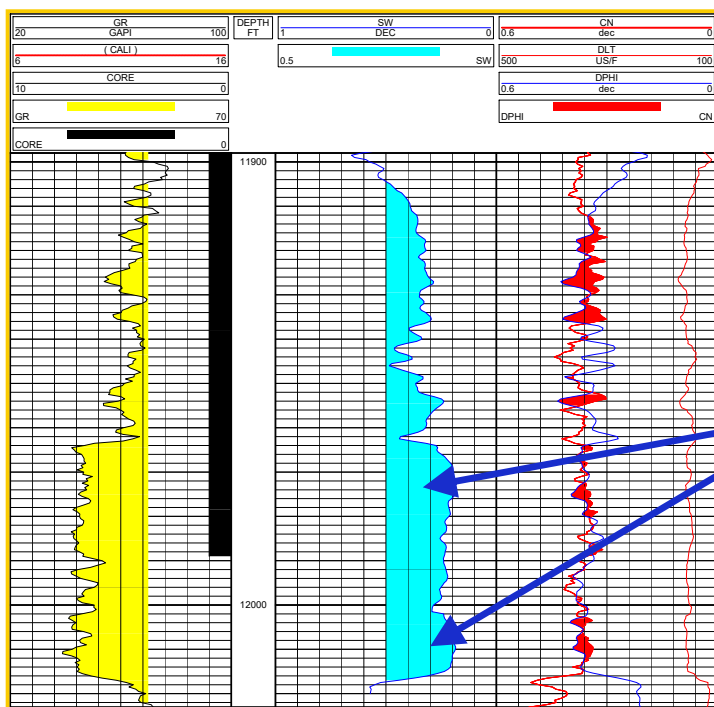 GR
20 GAPI 100
( CALI )
6 16
CORE
10 0
GR 70
CORE 0
DEPTH
FT
SW
1 DEC 0
0.5 SW
CN
0.6 dec 0
DLT
500 US/F 100
DPHI
0.6 dec 0
DPHI CN
11900
12000